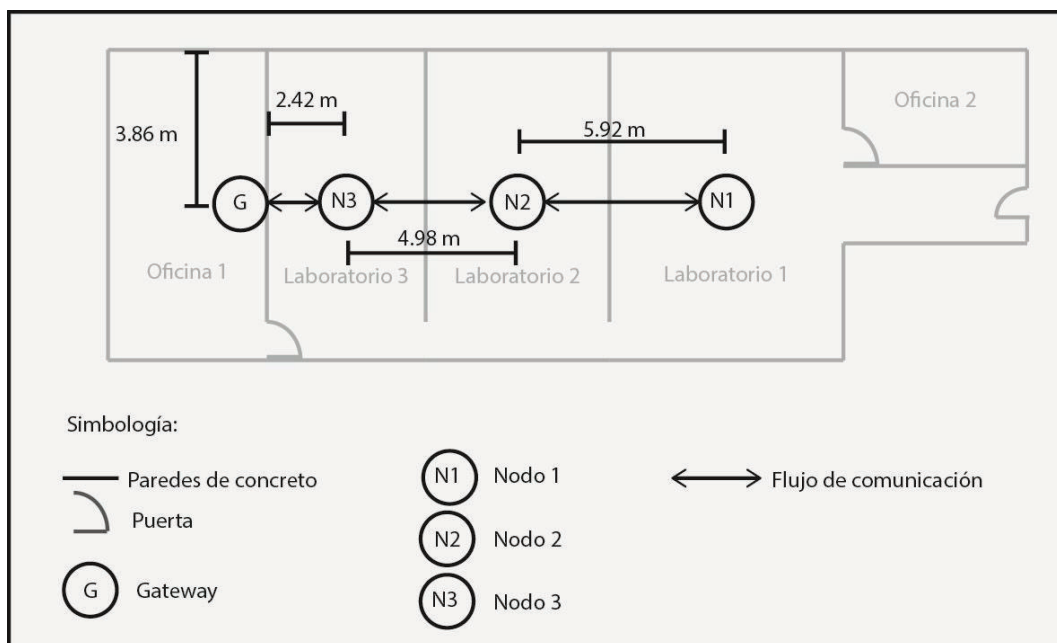 2.42 m
Oficina 2
3.86 m
5.92 m
G
N3
N2
N1
4.98 m
Oficina 1
Laboratorio 3
Laboratorio 2
Laboratorio 1
Simbología:
Paredes de concreto
N1
Nodo 1
Flujo de comunicación
Puerta
N2
Nodo 2
G
Gateway
N3
Nodo 3